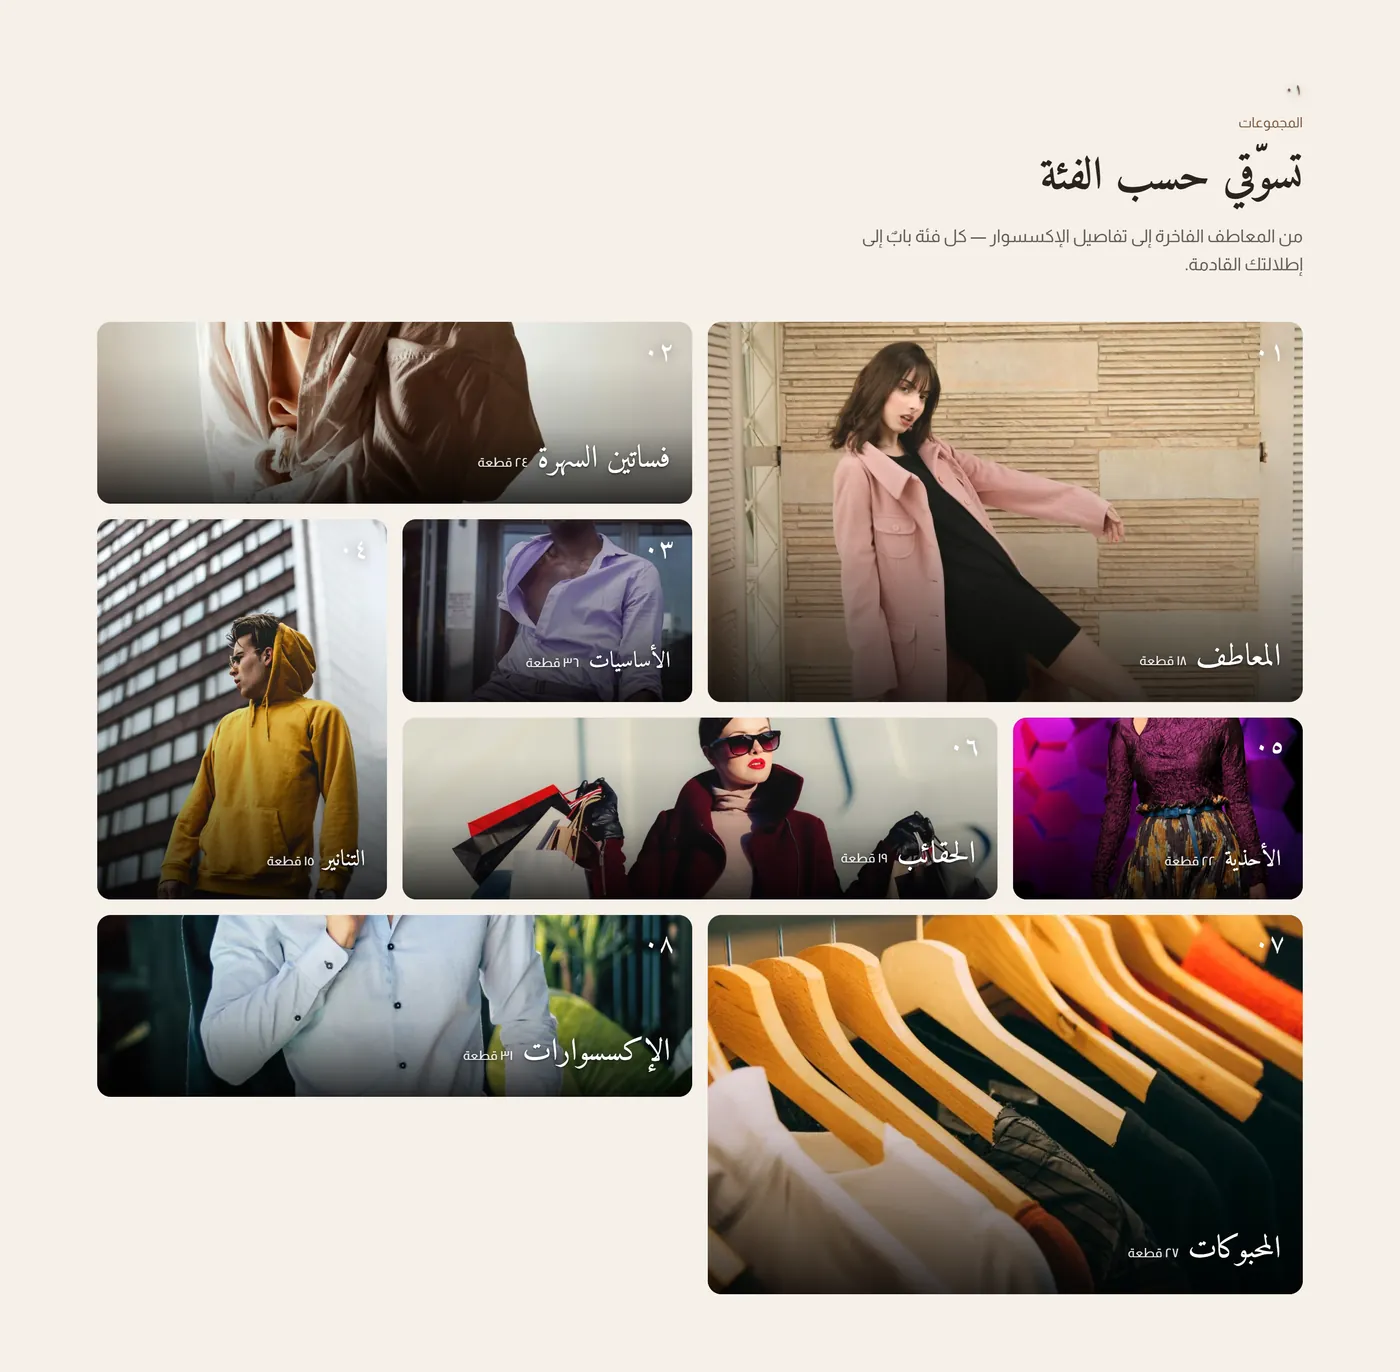 ٠١
المجموعات
تسوّقي حسب الفئة
من المعاطف الفاخرة إلى تفاصيل الإكسسوار — كل فئة بابٌ إلى
إطلالتك القادمة.
٠١
المعاطف ١٨ قطعة
٠٢
فساتين السهرة ٢٤ قطعة
٠٣
الأساسيات ٣٦ قطعة
٠٤
التنانير ١٥ قطعة
٠٥
الأحذية ٢٢ قطعة
٠٦
الحقائب ١٩ قطعة
٠٧
المحبوكات ٢٧ قطعة
٠٨
الإكسسوارات ٣١ قطعة